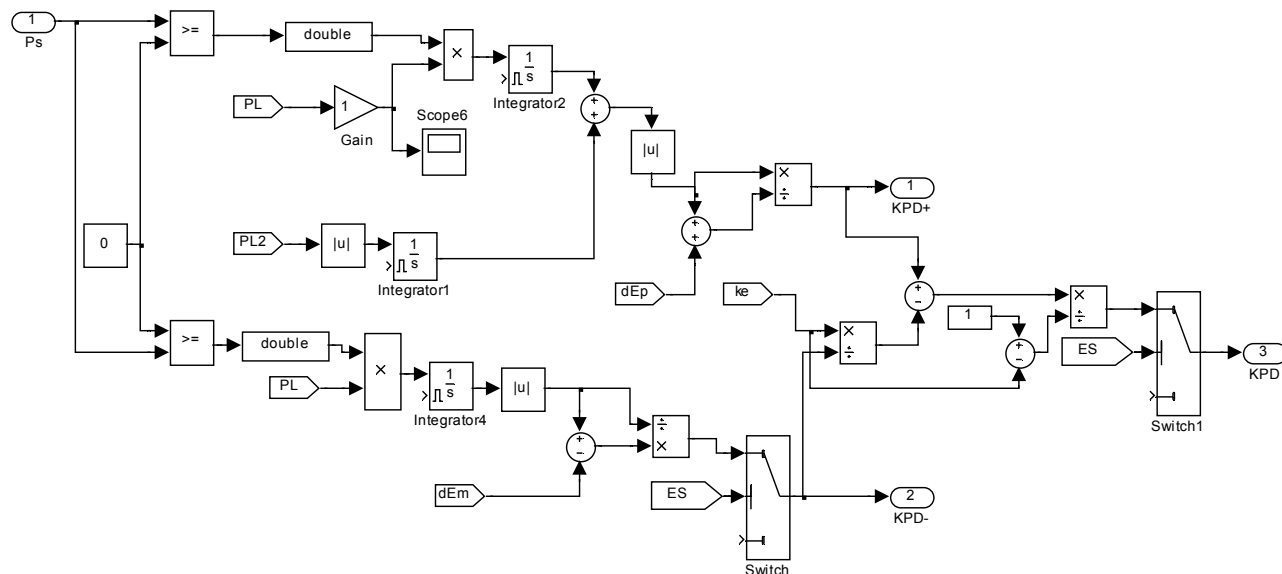 1
Ps
>=
double
×
1
s
Integrator2
+
+
PL
1
Gain
Scope6
|u|
×
÷
1
KPD+
+
+
0
PL2
|u|
1
s
Integrator1
dEp
ke
+
-
1
×
÷
>=
double
×
÷
+
-
ES
3
KPD
PL
×
1
s
Integrator4
|u|
Switch1
+
-
÷
×
dEm
ES
2
KPD-
Switch